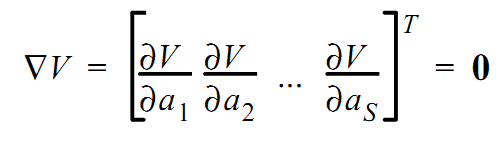 ∇V = [∂V/∂a₁ ∂V/∂a₂ ... ∂V/∂a_S]^T = 𝟎